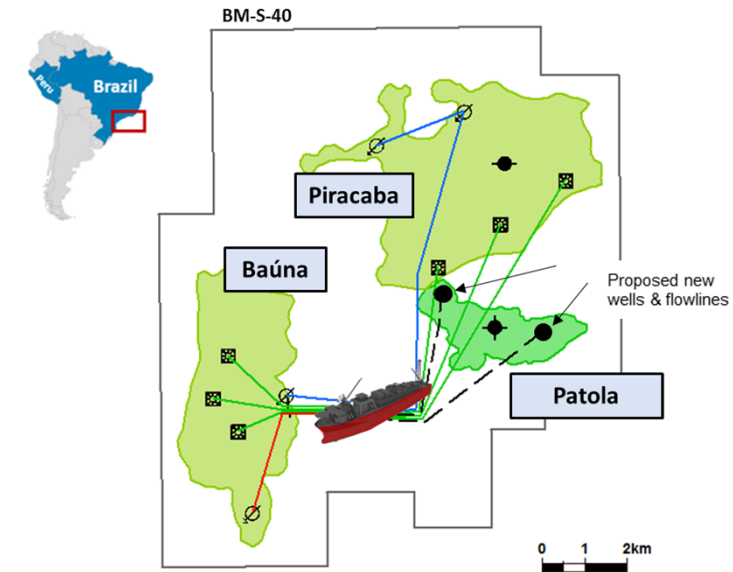 BM-S-40
Brazil
Peru
Piracaba
Baúna
Proposed new
wells & flowlines
Patola
0 1 2km